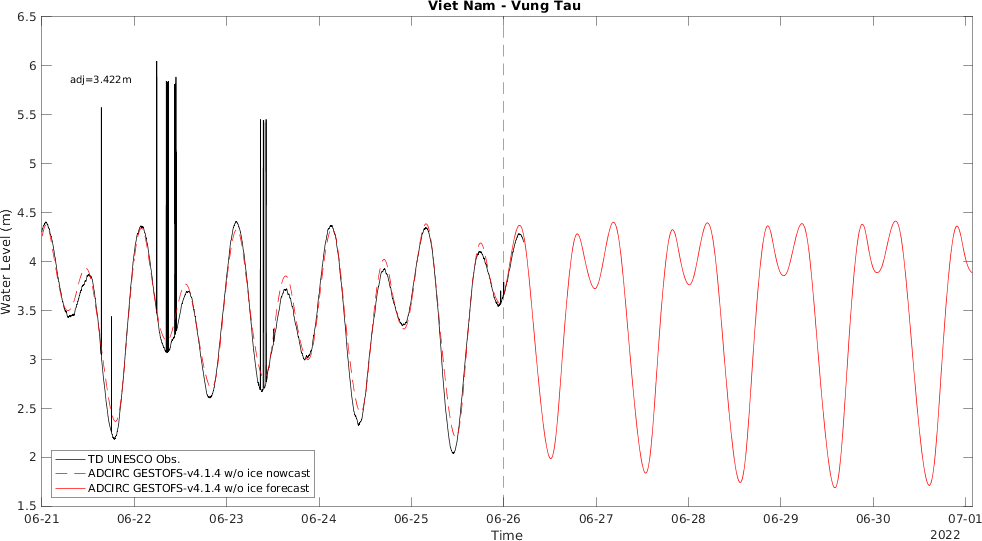 Viet Nam - Vung Tau
6.5
6
5.5
5
4.5
4
3.5
3
2.5
2
1.5
Water Level (m)
adj=3.422m
TD UNESCO Obs.
ADCIRC GESTOFS-v4.1.4 w/o ice nowcast
ADCIRC GESTOFS-v4.1.4 w/o ice forecast
06-21 06-22 06-23 06-24 06-25 06-26 06-27 06-28 06-29 06-30 07-01
Time
2022